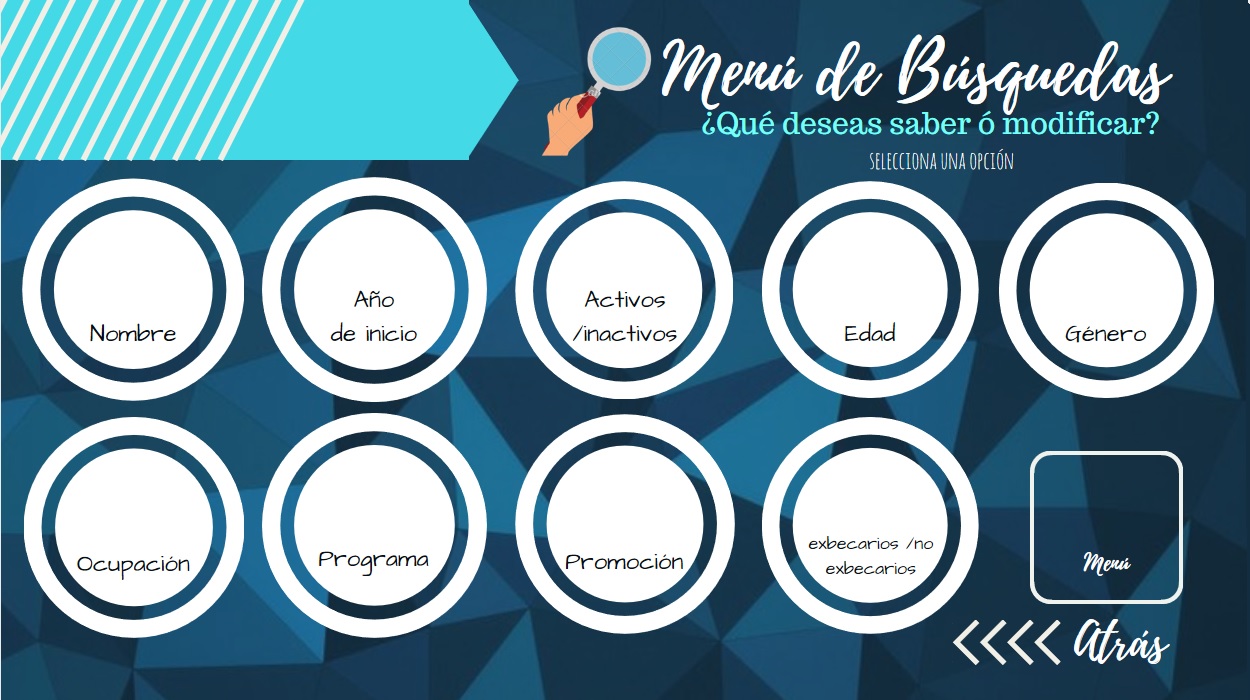 Menú de Búsquedas
¿Qué deseas saber ó modificar?
SELECCIONA UNA OPCIÓN
Nombre
Año
de inicio
Activos
/inactivos
Edad
Género
Ocupación
Programa
Promoción
exbecarios /no
exbecarios
Menú
Atrás